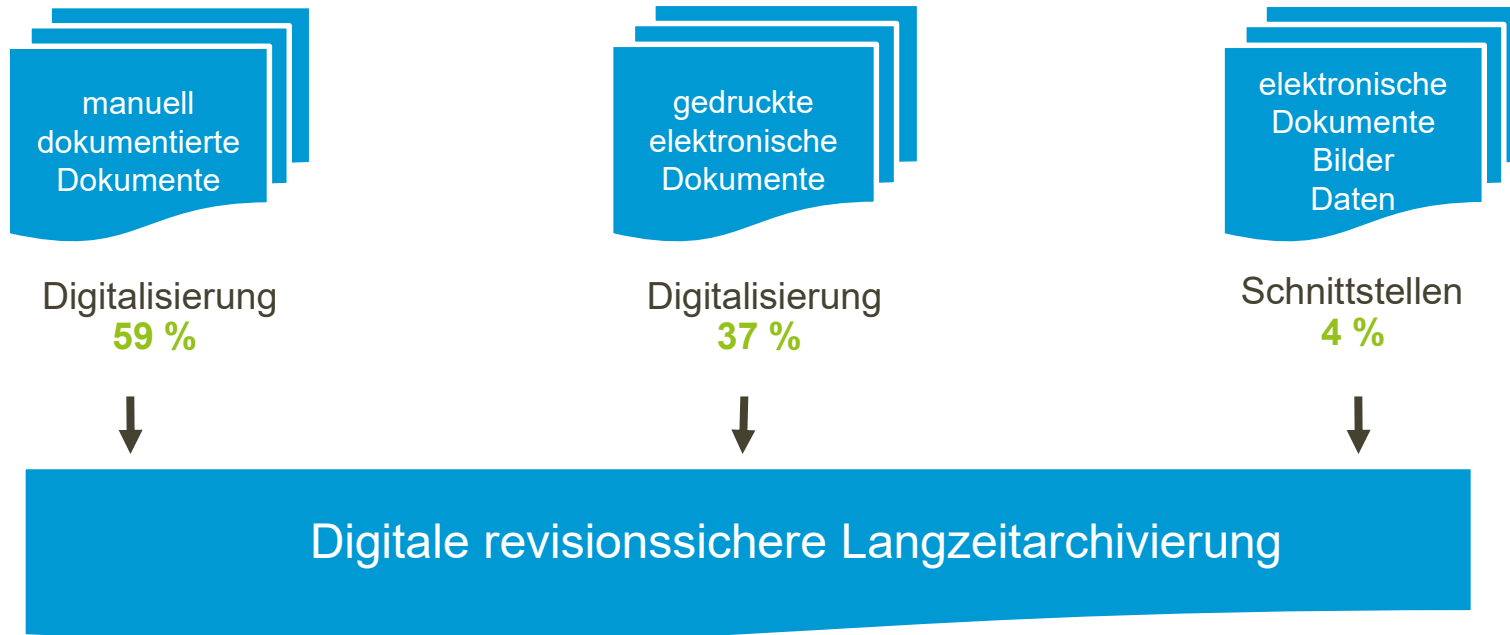 manuell
dokumentierte
Dokumente
gedruckte
elektronische
Dokumente
elektronische
Dokumente
Bilder
Daten
Digitalisierung
59 %
Digitalisierung
37 %
Schnittstellen
4 %
Digitale revisionssichere Langzeitarchivierung